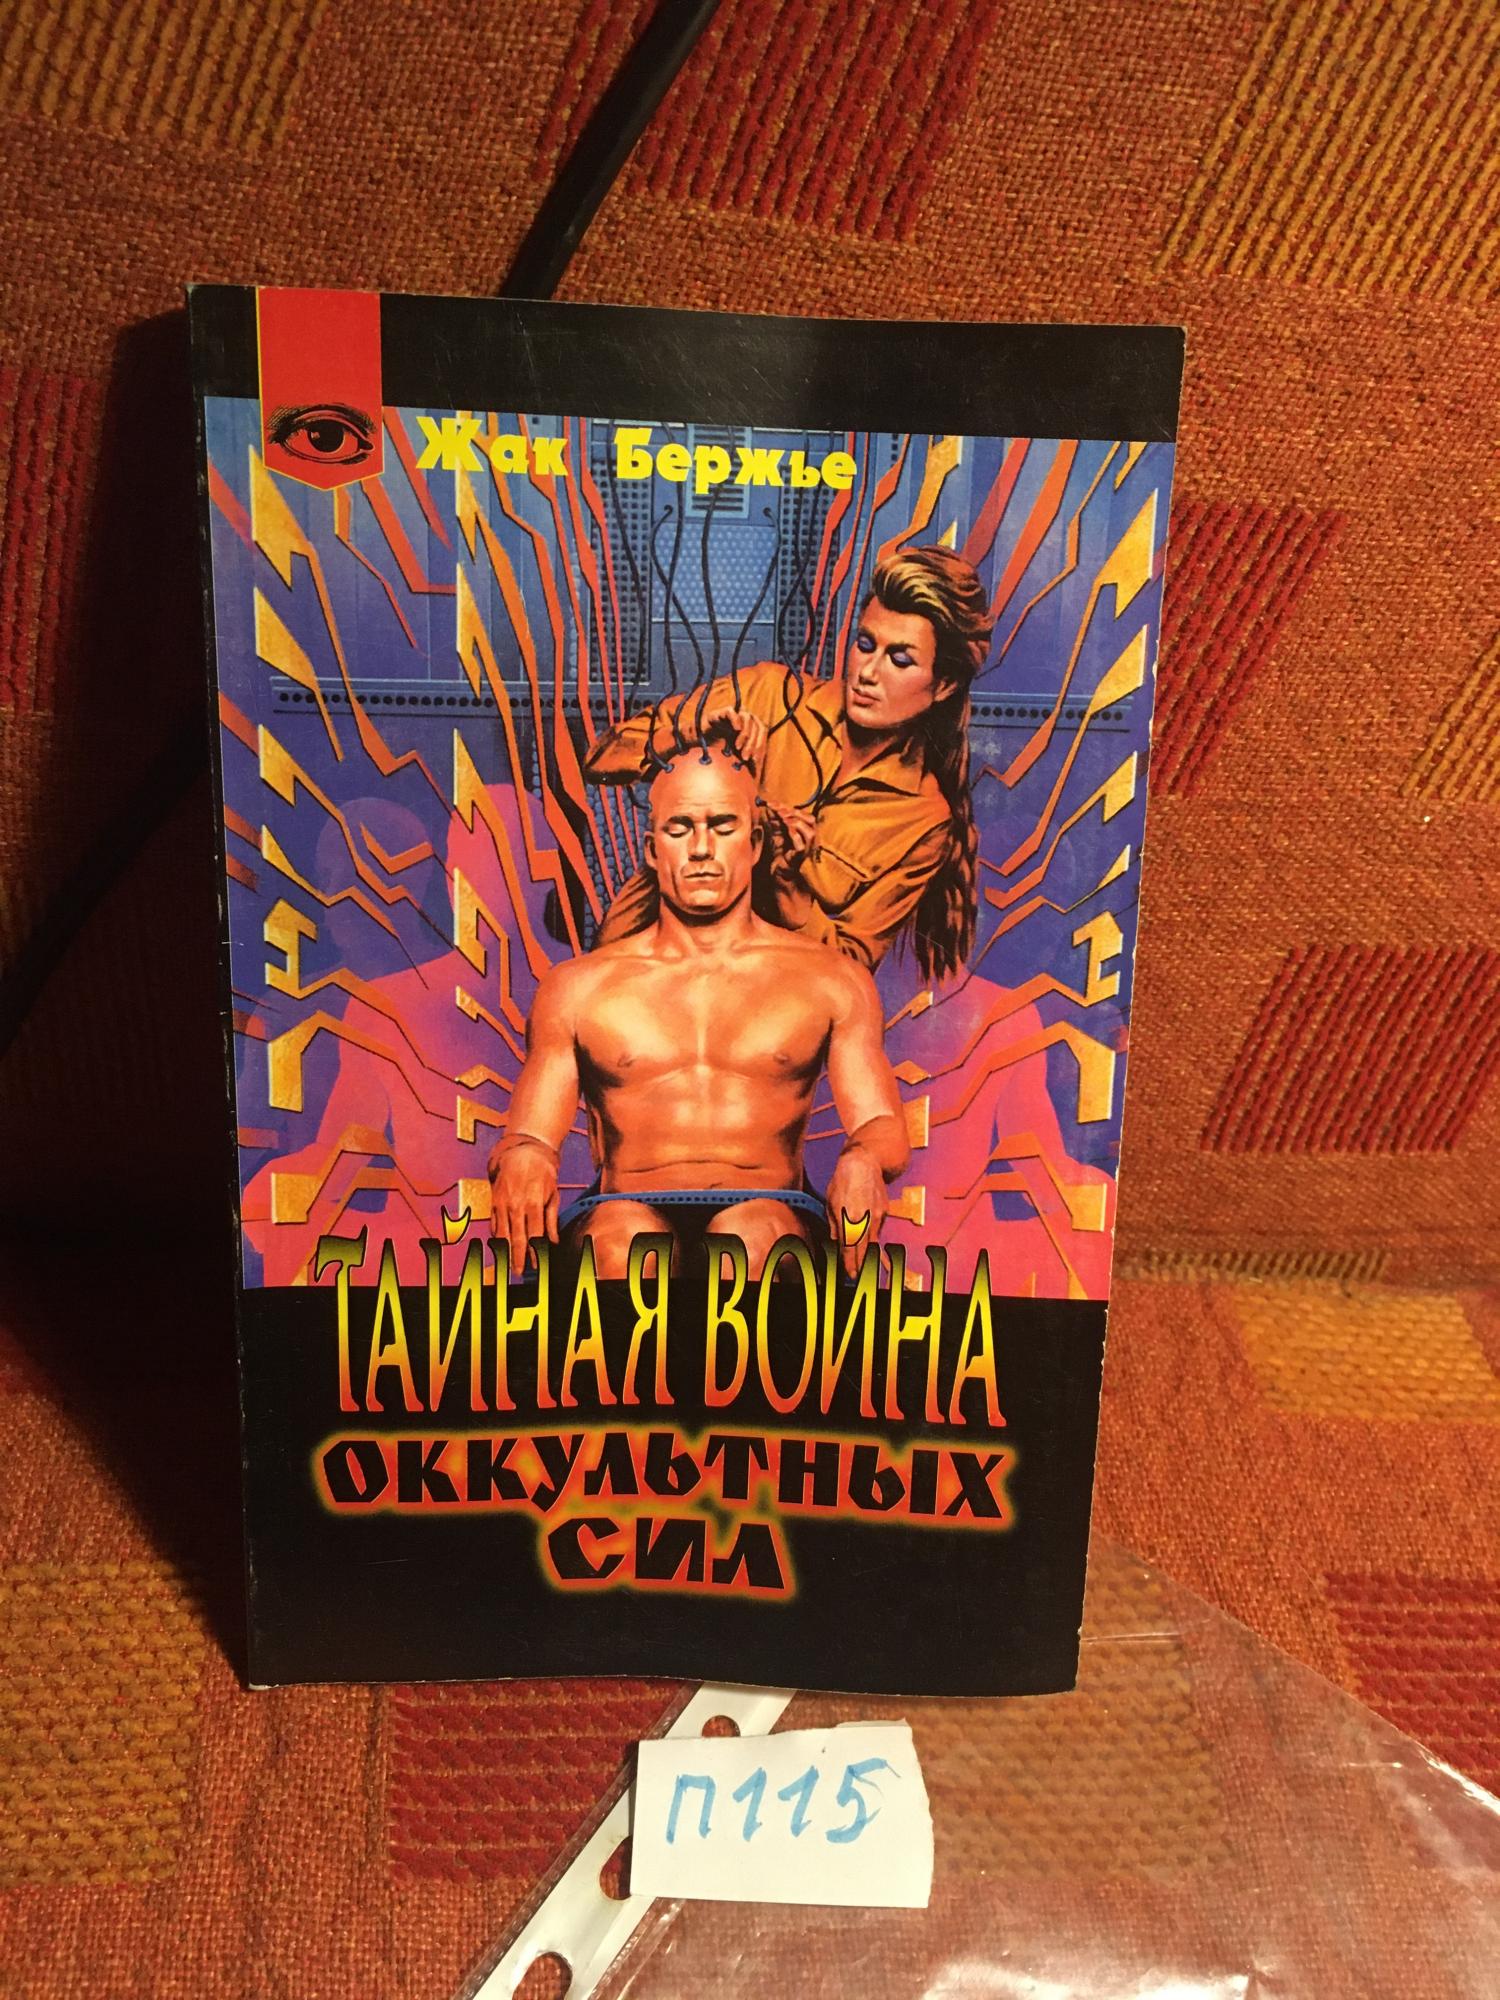 Жак Бержье
ТАЙНАЯ ВОЙНА
ОККУЛЬТНЫХ
СИЛ
п115